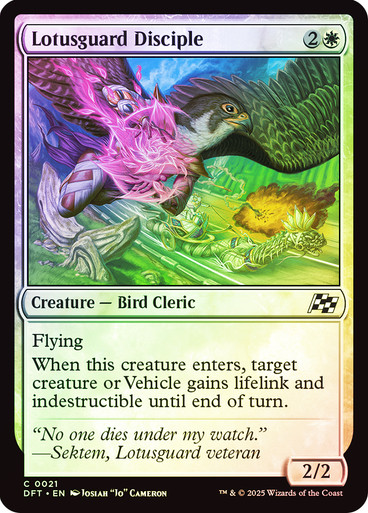 Lotusguard Disciple 2
Creature — Bird Cleric
Flying
When this creature enters, target
creature or Vehicle gains lifelink and
indestructible until end of turn.
“No one dies under my watch.”
—Sektem, Lotusguard veteran
2/2
C 0021
DFT • EN Josiah "Jo" Cameron
™ & © 2025 Wizards of the Coast